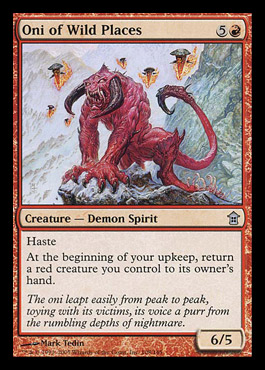 Oni of Wild Places 5
Creature — Demon Spirit
Haste
At the beginning of your upkeep, return
a red creature you control to its owner's
hand.
The oni leapt easily from peak to peak,
toying with its victims, its voice a purr from
the rumbling depths of nightmare.
Mark Tedin
6/5